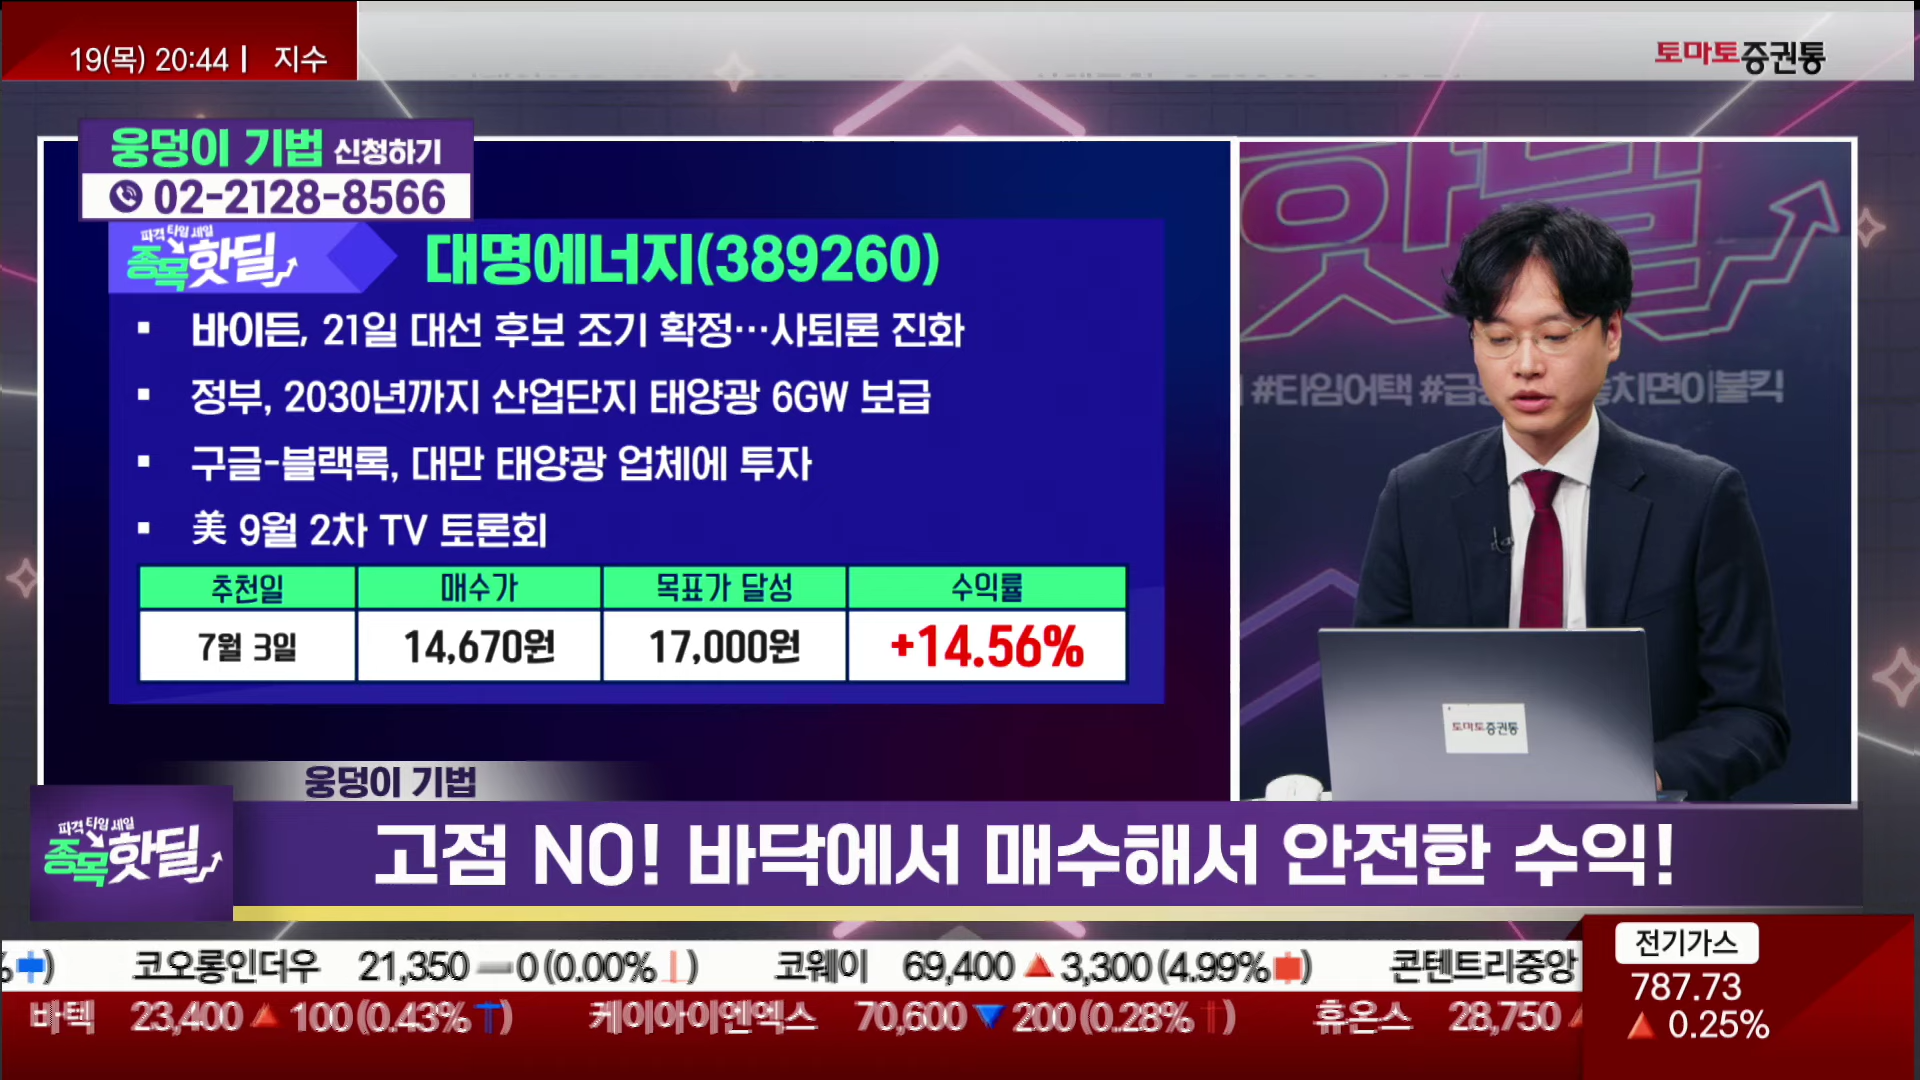 19(목) 20:44 | 지수
토마토증권통
웅덩이 기법 신청하기
02-2128-8566
파격 타임 세일
종목핫딜
대명에너지(389260)
▪ 바이든, 21일 대선 후보 조기 확정…사퇴론 진화
▪ 정부, 2030년까지 산업단지 태양광 6GW 보급
▪ 구글-블랙록, 대만 태양광 업체에 투자
▪ 美 9월 2차 TV 토론회
추천일 매수가 목표가 달성 수익률
7월 3일 14,670원 17,000원 +14.56%
핫딜
#타임어택 #급 치면이불킥
토마토증권통
웅덩이 기법
파격 타임 세일
종목핫딜
고점 NO! 바닥에서 매수해서 안전한 수익!
%) 코오롱인더우 21,350 0(0.00%) 코웨이 69,400 ▲3,300(4.99%) 콘텐트리중앙
바텍 23,400 ▲100(0.43%) 케이아이엔엑스 70,600 ▼200(0.28%) 휴온스 28,750
전기가스
787.73
▲ 0.25%